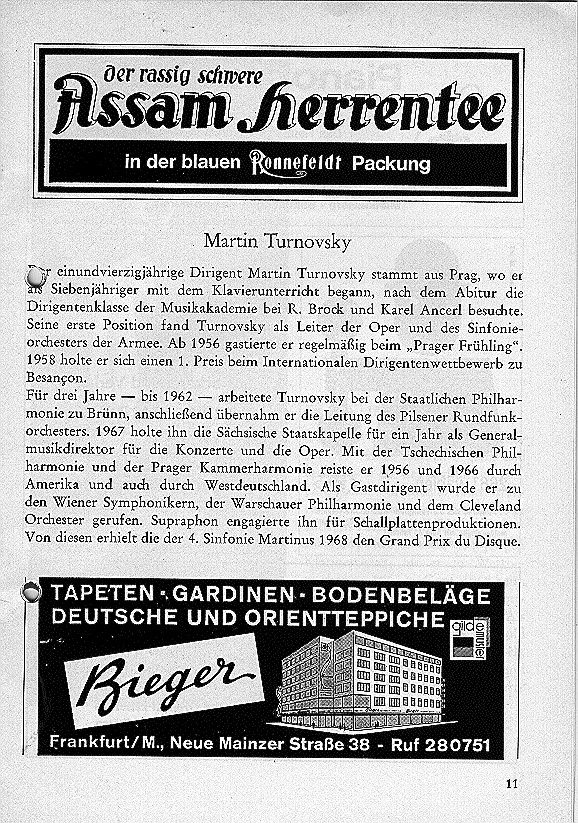 Der rassig schwere
Assam Herrentee
in der blauen Ronnefeldt Packung
Martin Turnovsky
Der einundvierzigjährige Dirigent Martin Turnovsky stammt aus Prag, wo er
als Siebenjähriger mit dem Klavierunterricht begann, nach dem Abitur die
Dirigentenklasse der Musikakademie bei R. Brock und Karel Ancerl besuchte.
Seine erste Position fand Turnovsky als Leiter der Oper und des Sinfonie-
orchesters der Armee. Ab 1956 gastierte er regelmäßig beim „Prager Frühling“.
1958 holte er sich einen 1. Preis beim Internationalen Dirigentenwettbewerb zu
Besançon.
Für drei Jahre — bis 1962 — arbeitete Turnovsky bei der Staatlichen Philhar-
monie zu Brünn, anschließend übernahm er die Leitung des Pilsener Rundfunk-
orchesters. 1967 holte ihn die Sächsische Staatskapelle für ein Jahr als General-
musikdirektor für die Konzerte und die Oper. Mit der Tschechischen Phil-
harmonie und der Prager Kammerharmonie reiste er 1956 und 1966 durch
Amerika und auch durch Westdeutschland. Als Gastdirigent wurde er zu
den Wiener Symphonikern, der Warschauer Philharmonie und dem Cleveland
Orchester gerufen. Supraphon engagierte ihn für Schallplattenproduktionen.
Von diesen erhielt die der 4. Sinfonie Martinus 1968 den Grand Prix du Disque.
TAPETEN · GARDINEN · BODENBELÄGE
DEUTSCHE UND ORIENTTEPPICHE
gilde
muster
Bieger
Frankfurt/M., Neue Mainzer Straße 38 - Ruf 280751
11